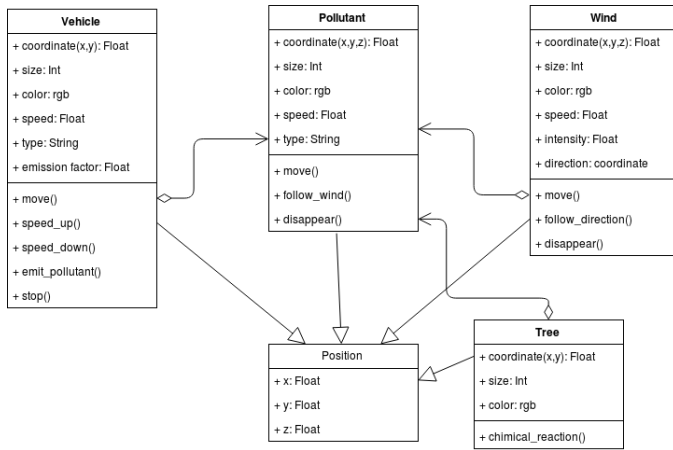 Vehicle
+ coordinate(x,y): Float
+ size: Int
+ color: rgb
+ speed: Float
+ type: String
+ emission factor: Float
+ move()
+ speed_up()
+ speed_down()
+ emit_pollutant()
+ stop()
Pollutant
+ coordinate(x,y,z): Float
+ size: Int
+ color: rgb
+ speed: Float
+ type: String
+ move()
+ follow_wind()
+ disappear()
Wind
+ coordinate(x,y,z): Float
+ size: Int
+ color: rgb
+ speed: Float
+ intensity: Float
+ direction: coordinate
+ move()
+ follow_direction()
+ disappear()
Position
+ x: Float
+ y: Float
+ z: Float
Tree
+ coordinate(x,y): Float
+ size: Int
+ color: rgb
+ chimical_reaction()